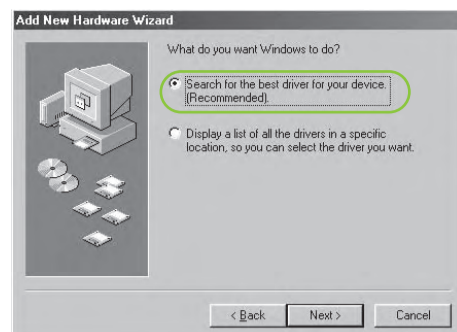 Add New Hardware Wizard
What do you want Windows to do?
Search for the best driver for your device.
(Recommended).
Display a list of all the drivers in a specific
location, so you can select the driver you want.
< Back
Next >
Cancel